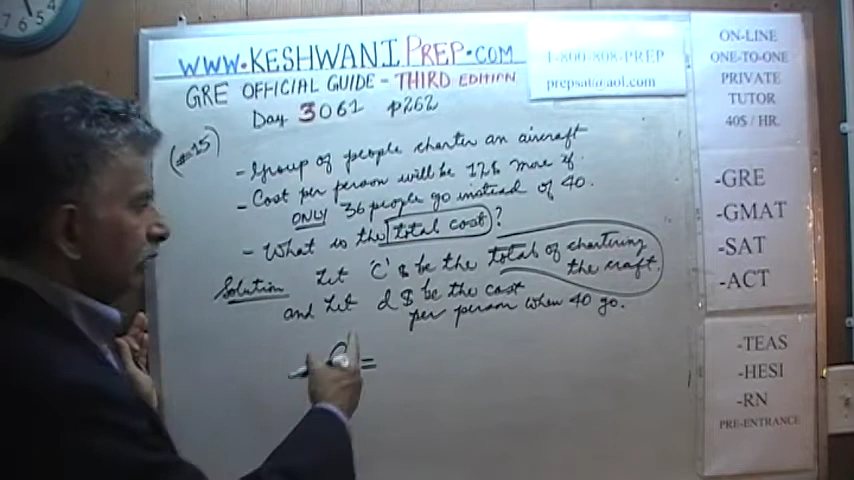 WWW.KESHWANIPREP.COM
1-800-808-PREP
prepsat@aol.com
GRE OFFICIAL GUIDE - THIRD EDITION
Day 3061 p262
(#15)
- Group of people charter an aircraft
- Cost per person will be 12$ more if
ONLY 36 people go instead of 40.
- What is the total cost?
Solution Let 'C' $ be the total of chartering
the craft.
and Let d $ be the cost
per person when 40 go.
C =
ON-LINE
ONE-TO-ONE
PRIVATE
TUTOR
40$ / HR.
-GRE
-GMAT
-SAT
-ACT
-TEAS
-HESI
-RN
PRE-ENTRANCE
7 6 5